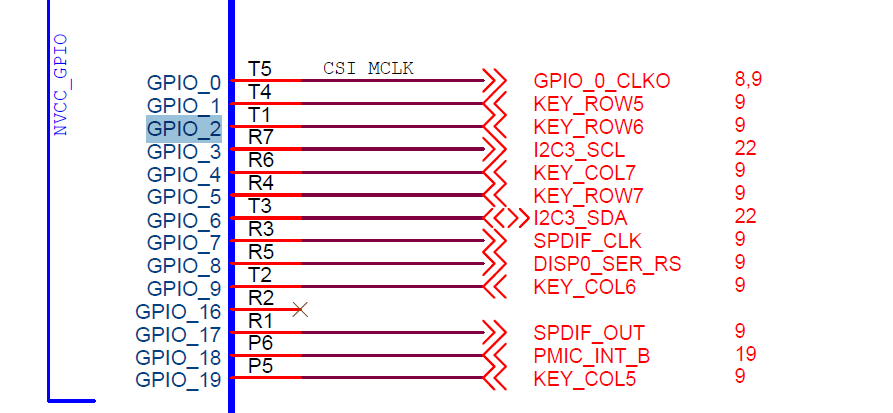 NVCC_GPIO
GPIO_0 T5 CSI MCLK GPIO_0_CLKO 8,9
GPIO_1 T4 KEY_ROW5 9
GPIO_2 T1 KEY_ROW6 9
GPIO_3 R7 I2C3_SCL 22
GPIO_4 R6 KEY_COL7 9
GPIO_5 R4 KEY_ROW7 9
GPIO_6 T3 I2C3_SDA 22
GPIO_7 R3 SPDIF_CLK 9
GPIO_8 R5 DISP0_SER_RS 9
GPIO_9 T2 KEY_COL6 9
GPIO_16 R2
GPIO_17 R1 SPDIF_OUT 9
GPIO_18 P6 PMIC_INT_B 19
GPIO_19 P5 KEY_COL5 9